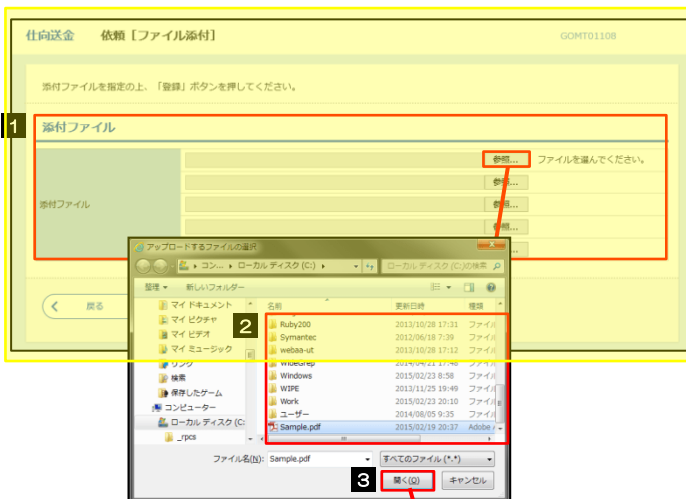 仕向送金 依頼［ファイル添付］ GOMT01108
添付ファイルを指定の上、「登録」ボタンを押してください。
1
添付ファイル
参照... ファイルを選んでください。
参照...
添付ファイル 参照...
参照...
アップロードするファイルの選択
コン... ローカル ディスク (C:) ローカル ディスク (C:)の検索
整理 新しいフォルダー
戻る
マイ ドキュメント 名前 更新日時 種類
マイ ピクチャ
2
マイ ビデオ Ruby200 2013/10/28 17:31 ファイル
マイ ミュージック Symantec 2012/06/18 7:39 ファイル
webaa-ut 2013/10/28 17:12 ファイル
リンク WideGrep 2014/04/21 17:48 ファイル
検索 Windows 2015/02/23 8:58 ファイル
保存したゲーム WIPE 2013/11/25 19:49 ファイル
コンピューター Work 2015/02/23 20:10 ファイル
ローカル ディスク (C: ユーザー 2014/08/05 9:35 ファイル
_rpcs Sample.pdf 2015/02/19 20:37 Adobe
ファイル名(N): Sample.pdf すべてのファイル (*.*)
3
開く(O) キャンセル